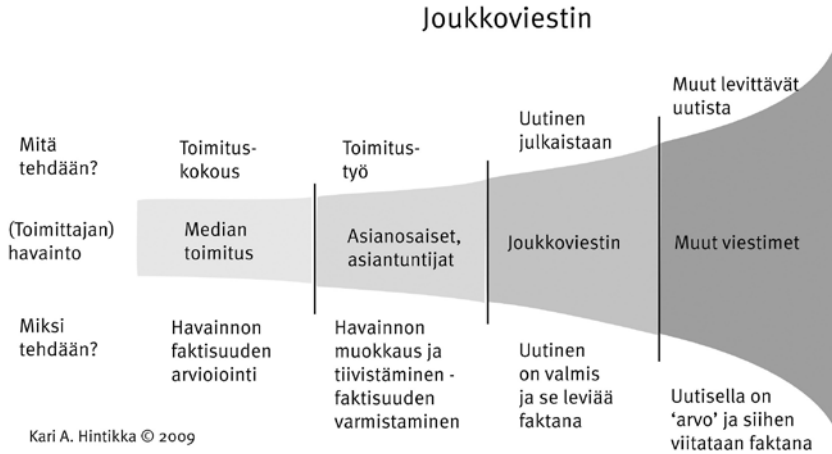 Joukkoviestin
Mitä
tehdään?
Toimitus-
kokous
Toimitus-
työ
Uutinen
julkaistaan
Muut levittävät
uutista
(Toimittajan)
havainto
Median
toimitus
Asianosaiset,
asiantuntijat
Joukkoviestin
Muut viestimet
Miksi
tehdään?
Havainnon
faktisuuden
arvioiointi
Havainnon
muokkaus ja
tiivistäminen -
faktisuuden
varmistaminen
Uutinen
on valmis
ja se leviää
faktana
Uutisella on
‘arvo’ ja siihen
viitataan faktana
Kari A. Hintikka © 2009